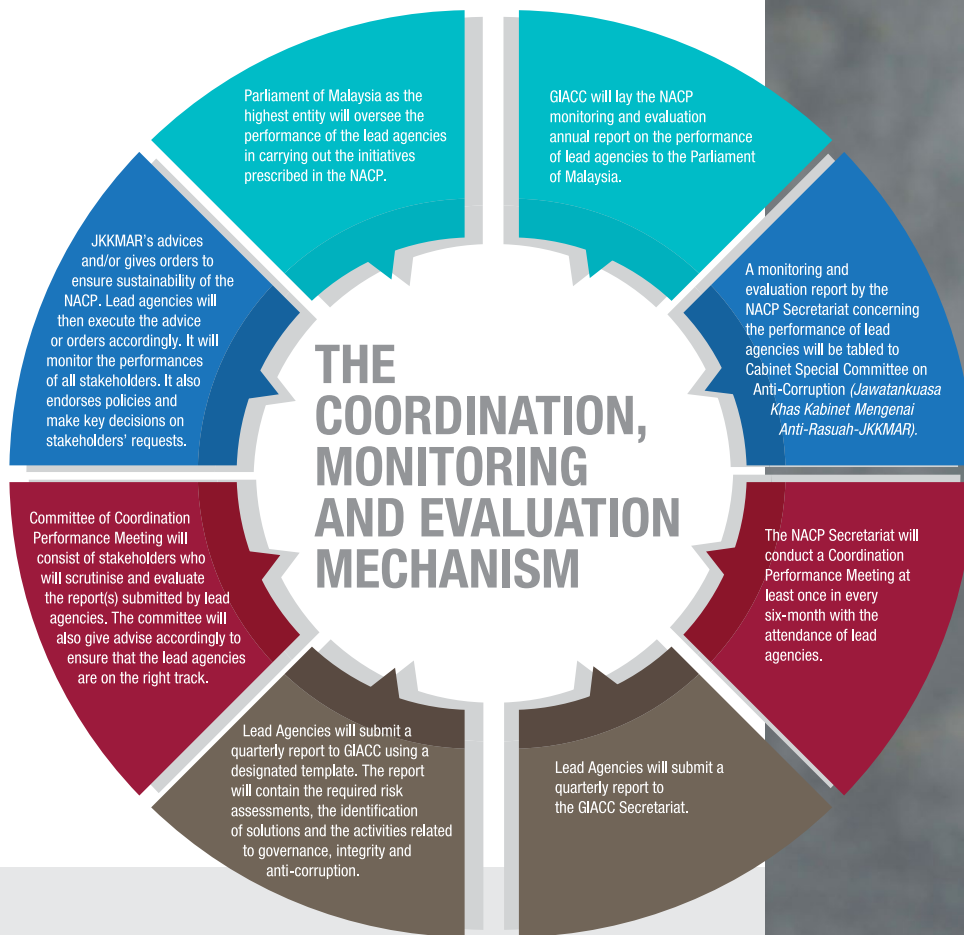 Parliament of Malaysia as the
highest entity will oversee the
performance of the lead agencies
in carrying out the initiatives
prescribed in the NACP.
GIACC will lay the NACP
monitoring and evaluation
annual report on the performance
of lead agencies to the Parliament
of Malaysia.
JKKMAR's advices
and/or gives orders to
ensure sustainability of the
NACP. Lead agencies will
then execute the advice
or orders accordingly. It will
monitor the performances
of all stakeholders. It also
endorses policies and
make key decisions on
stakeholders' requests.
A monitoring and
evaluation report by the
NACP Secretariat concerning
the performance of lead
agencies will be tabled to
Cabinet Special Committee on
Anti-Corruption (Jawatankuasa
Khas Kabinet Mengenai
Anti-Rasuah-JKKMAR).
THE
COORDINATION,
MONITORING
AND EVALUATION
MECHANISM
Committee of Coordination
Performance Meeting will
consist of stakeholders who
will scrutinise and evaluate
the report(s) submitted by lead
agencies. The committee will
also give advise accordingly to
ensure that the lead agencies
are on the right track.
The NACP Secretariat will
conduct a Coordination
Performance Meeting at
least once in every
six-month with the
attendance of lead
agencies.
Lead Agencies will submit a
quarterly report to GIACC using a
designated template. The report
will contain the required risk
assessments, the identification
of solutions and the activities related
to governance, integrity and
anti-corruption.
Lead Agencies will submit a
quarterly report to
the GIACC Secretariat.